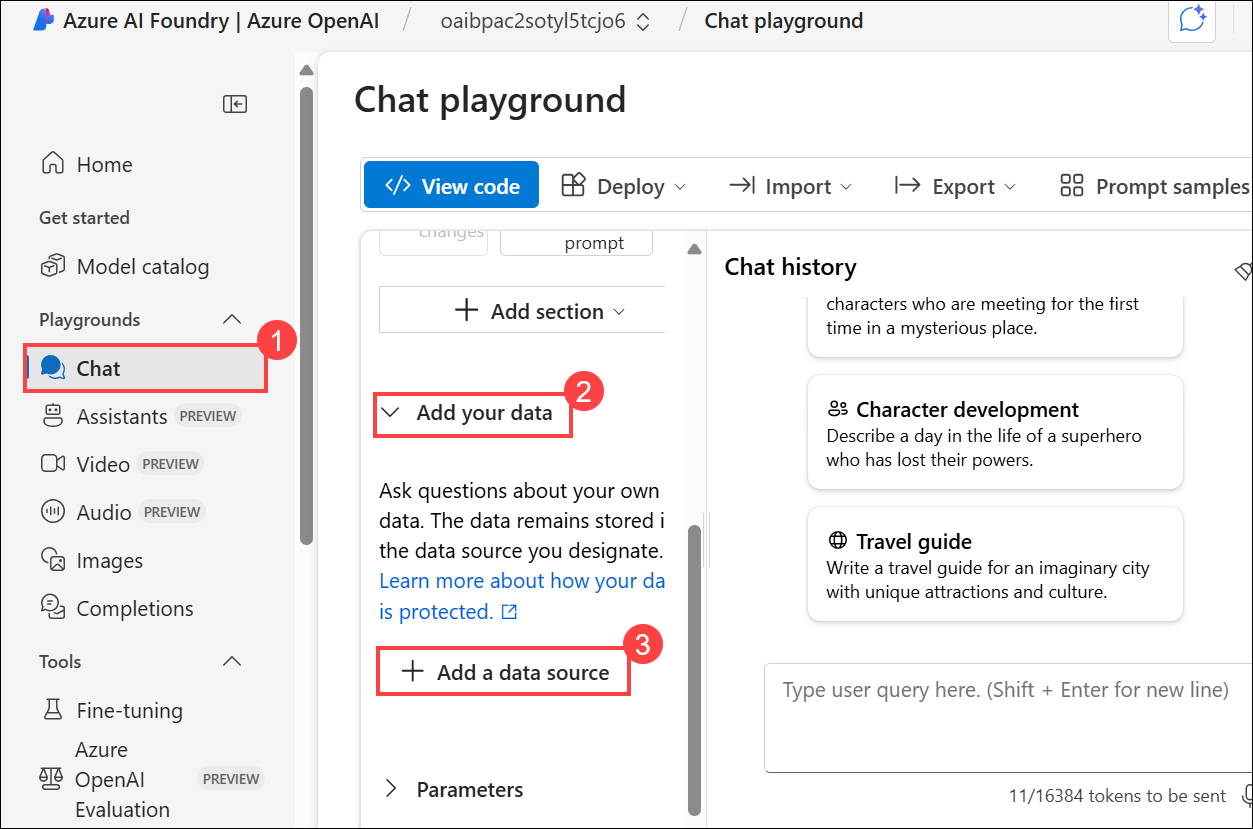 Azure AI Foundry | Azure OpenAI / oaibpac2sotyl5tcjo6 / Chat playground
Home
Get started
Model catalog
Playgrounds
1
Chat
Assistants PREVIEW
Video PREVIEW
Audio PREVIEW
Images
Completions
Tools
Fine-tuning
Azure
OpenAI
Evaluation
PREVIEW
Chat playground
</> View code
Deploy
Import
Export
Prompt samples
changes
prompt
+ Add section
2
Add your data
Ask questions about your own
data. The data remains stored i
the data source you designate.
Learn more about how your da
is protected.
3
+ Add a data source
Parameters
Chat history
characters who are meeting for the first
time in a mysterious place.
Character development
Describe a day in the life of a superhero
who has lost their powers.
Travel guide
Write a travel guide for an imaginary city
with unique attractions and culture.
Type user query here. (Shift + Enter for new line)
11/16384 tokens to be sent